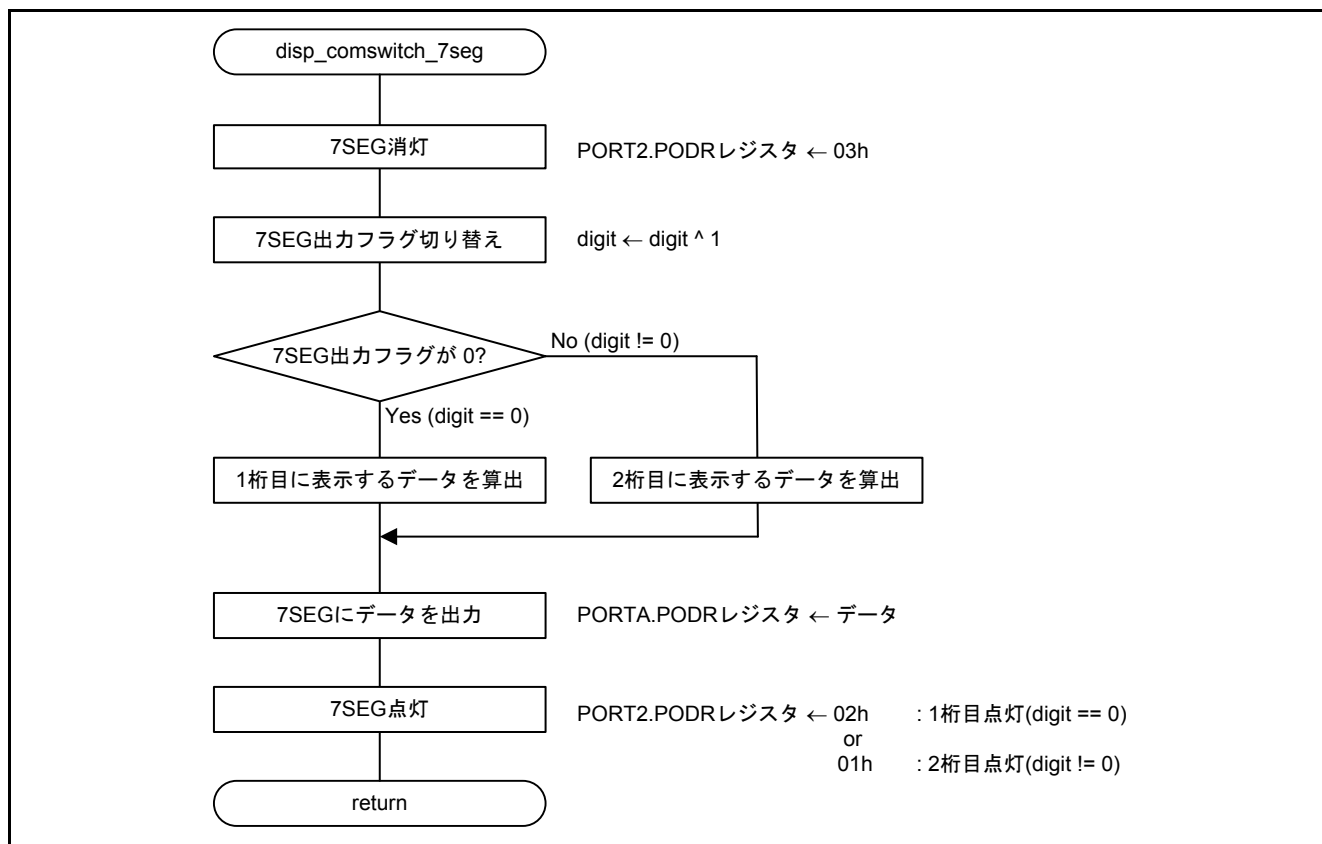 disp_comswitch_7seg
7SEG消灯
PORT2.PODRレジスタ ← 03h
7SEG出力フラグ切り替え
digit ← digit ^ 1
7SEG出力フラグが 0?
No (digit != 0)
Yes (digit == 0)
1桁目に表示するデータを算出
2桁目に表示するデータを算出
7SEGにデータを出力
PORTA.PODRレジスタ ← データ
7SEG点灯
PORT2.PODRレジスタ ← 02h : 1桁目点灯(digit == 0)
or
01h : 2桁目点灯(digit != 0)
return